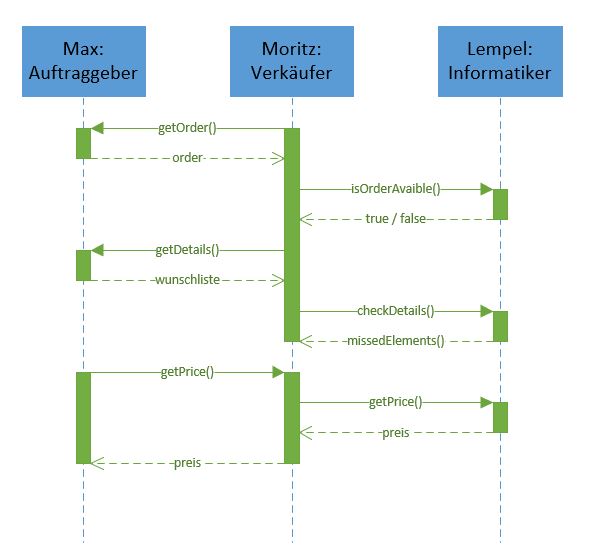 Max:
Auftraggeber
Moritz:
Verkäufer
Lempel:
Informatiker
getOrder()
order
isOrderAvaible()
true / false
getDetails()
wunschliste
checkDetails()
missedElements()
getPrice()
getPrice()
preis
preis